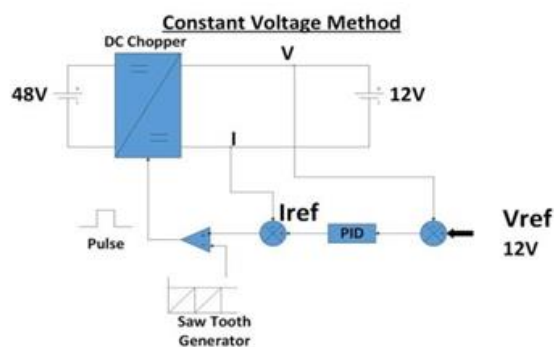 Constant Voltage Method
DC Chopper
V
48V
12V
I
Iref
PID
Vref
12V
Pulse
Saw Tooth
Generator